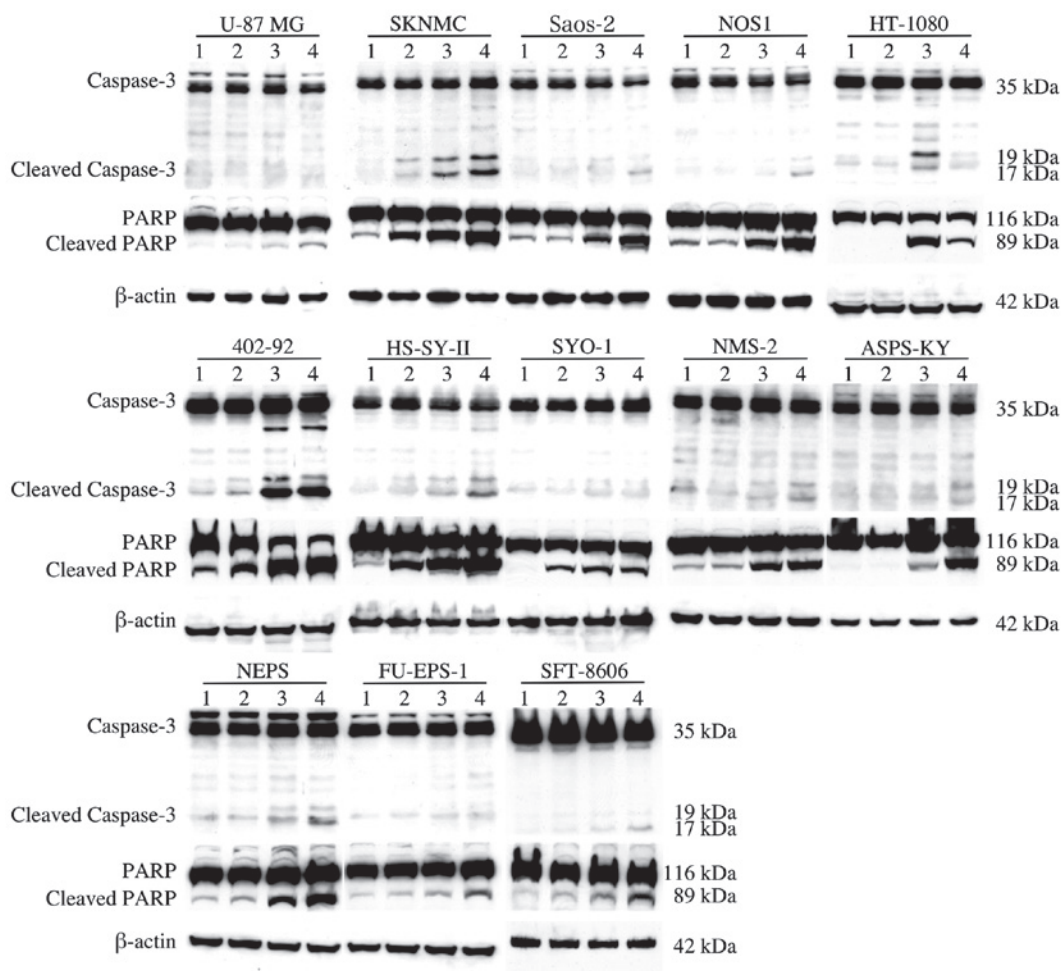 U-87 MG SKNMC Saos-2 NOS1 HT-1080
1 2 3 4 1 2 3 4 1 2 3 4 1 2 3 4 1 2 3 4
Caspase-3 35 kDa
19 kDa
Cleaved Caspase-3 17 kDa
PARP 116 kDa
Cleaved PARP 89 kDa
β-actin 42 kDa
402-92 HS-SY-II SYO-1 NMS-2 ASPS-KY
1 2 3 4 1 2 3 4 1 2 3 4 1 2 3 4 1 2 3 4
Caspase-3 35 kDa
Cleaved Caspase-3 19 kDa
17 kDa
PARP 116 kDa
Cleaved PARP 89 kDa
β-actin 42 kDa
NEPS FU-EPS-1 SFT-8606
1 2 3 4 1 2 3 4 1 2 3 4
Caspase-3 35 kDa
Cleaved Caspase-3 19 kDa
17 kDa
PARP 116 kDa
Cleaved PARP 89 kDa
β-actin 42 kDa